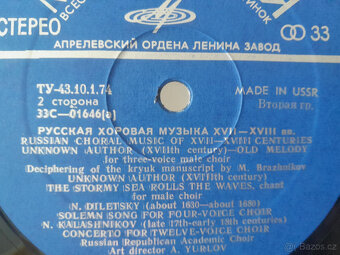 СТЕРЕО
33
АПРЕЛЕВСКИЙ ОРДЕНА ЛЕНИНА ЗАВОД
ТУ-43.10.1.74
MADE IN USSR
2 сторона
Вторая гр.
33С—01646(а)
РУССКАЯ ХОРОВАЯ МУЗЫКА XVII—XVIII вв.
RUSSIAN CHORAL MUSIC OF XVII—XVIII CENTURIES
UNKNOWN AUTHOR (XVIIth century)—OLD MELODY
for three-voice male choir
Deciphering of the kryuk manuscript by M. Brazhnikov
UNKNOWN AUTHOR (XVIIth century)
THE STORMY SEA ROLLS THE WAVES, chant
for male choir
N. DILETSKY (about 1630—about 1680)
SOLEMN SONG FOR FOUR-VOICE CHOIR
N. KALASHNIKOV (late 17th-early 18th centuries)
CONCERTO FOR TWELVE-VOICE CHOIR
Russian Republican Academic Choir
Art director A. YURLOV
bazoš.cz